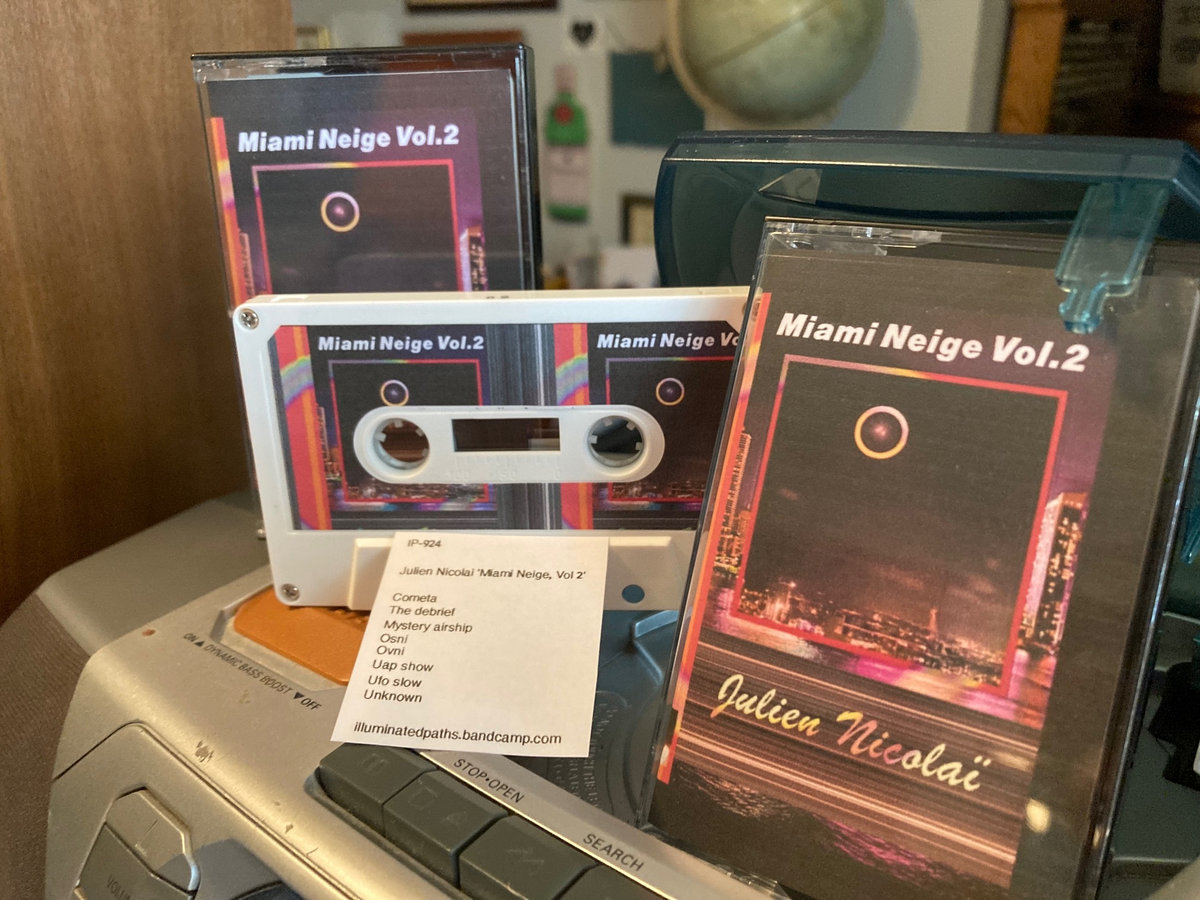 Miami Neige Vol.2
Miami Neige Vol.2
Miami Neige
Miami Neige Vol.2
Julien Nicolaï
IP-924
Julien Nicolai 'Miami Neige, Vol 2'
Cometa
The debrief
Mystery airship
Osni
Ovni
Uap show
Ufo slow
Unknown
illuminatedpaths.bandcamp.com
ON ▲ DYNAMIC BASS BOOST ▼ OFF
STOP•OPEN
SEARCH